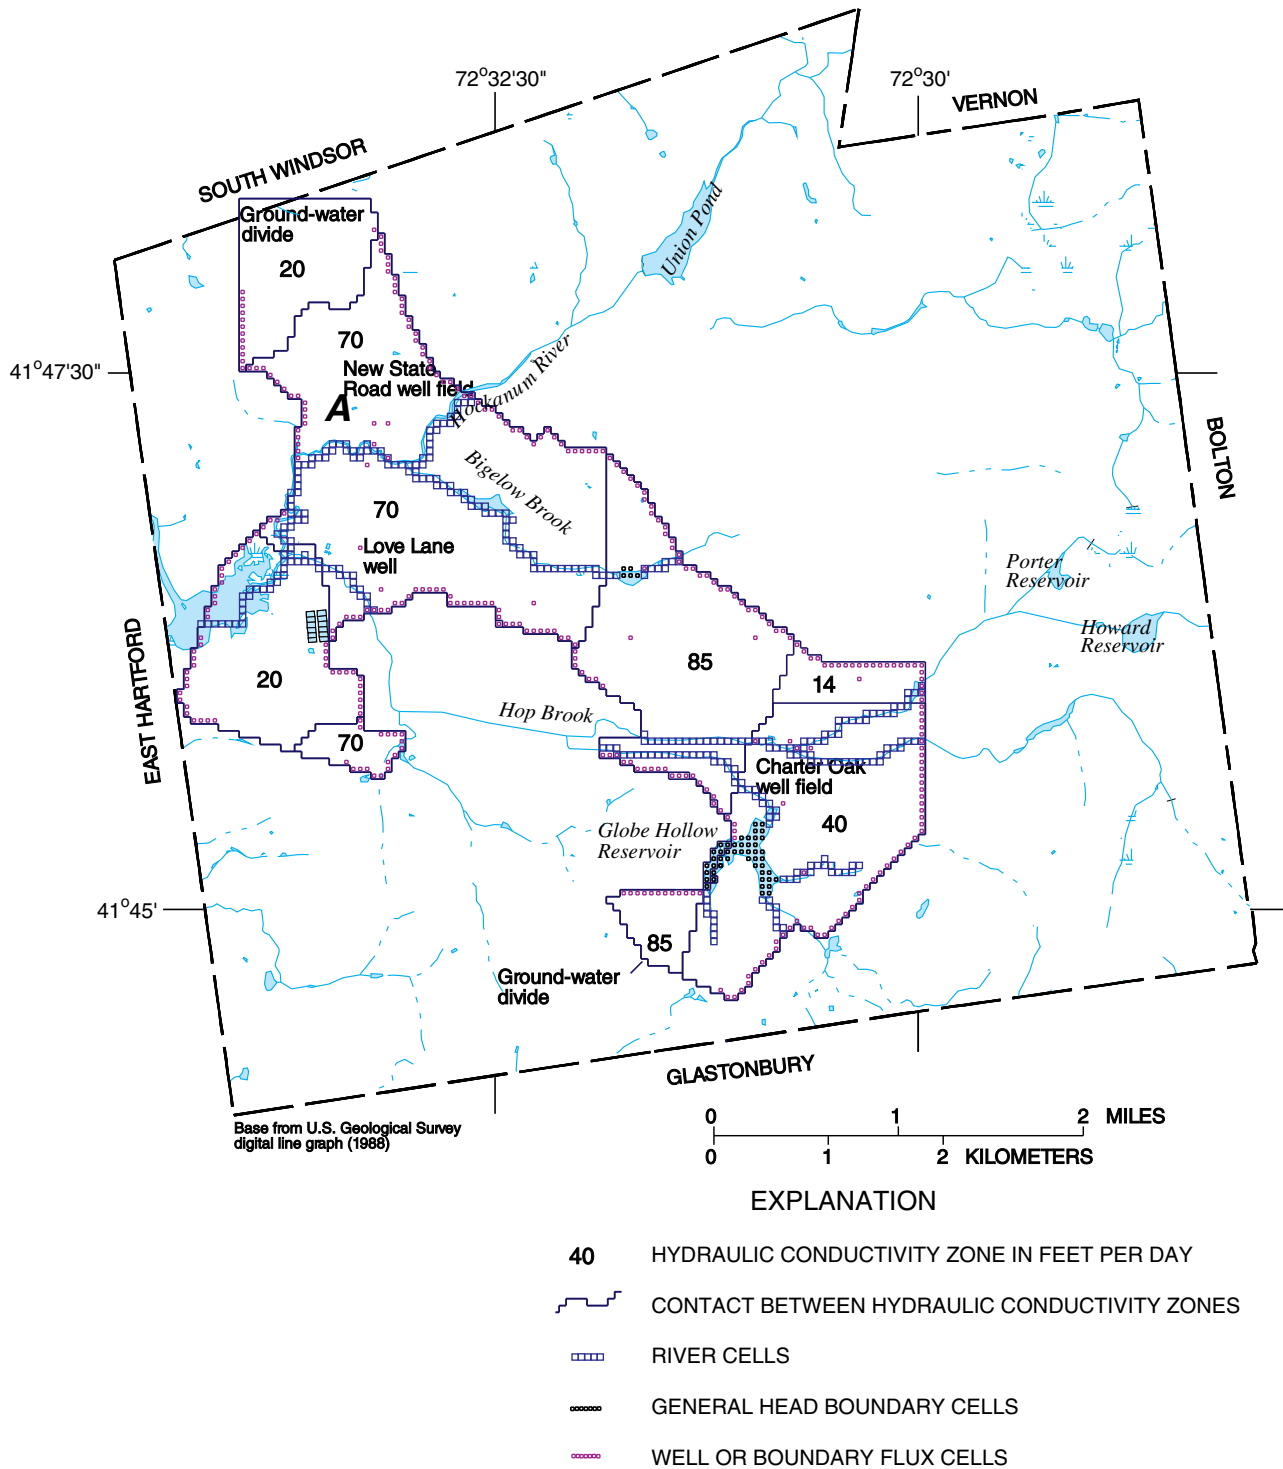 72°32'30"
72°30'
VERNON
SOUTH WINDSOR
Ground-water
divide
20
Union Pond
70
41°47'30"
New State
Road well field
A
Hockanum River
BOLTON
Bigelow Brook
70
Love Lane
well
Porter
Reservoir
Howard
Reservoir
EAST HARTFORD
20
85
14
Hop Brook
70
Charter Oak
well field
Globe Hollow
Reservoir
40
41°45'
85
Ground-water
divide
GLASTONBURY
Base from U.S. Geological Survey
digital line graph (1988)
0 1 2 MILES
0 1 2 KILOMETERS
EXPLANATION
40 HYDRAULIC CONDUCTIVITY ZONE IN FEET PER DAY
CONTACT BETWEEN HYDRAULIC CONDUCTIVITY ZONES
RIVER CELLS
GENERAL HEAD BOUNDARY CELLS
WELL OR BOUNDARY FLUX CELLS